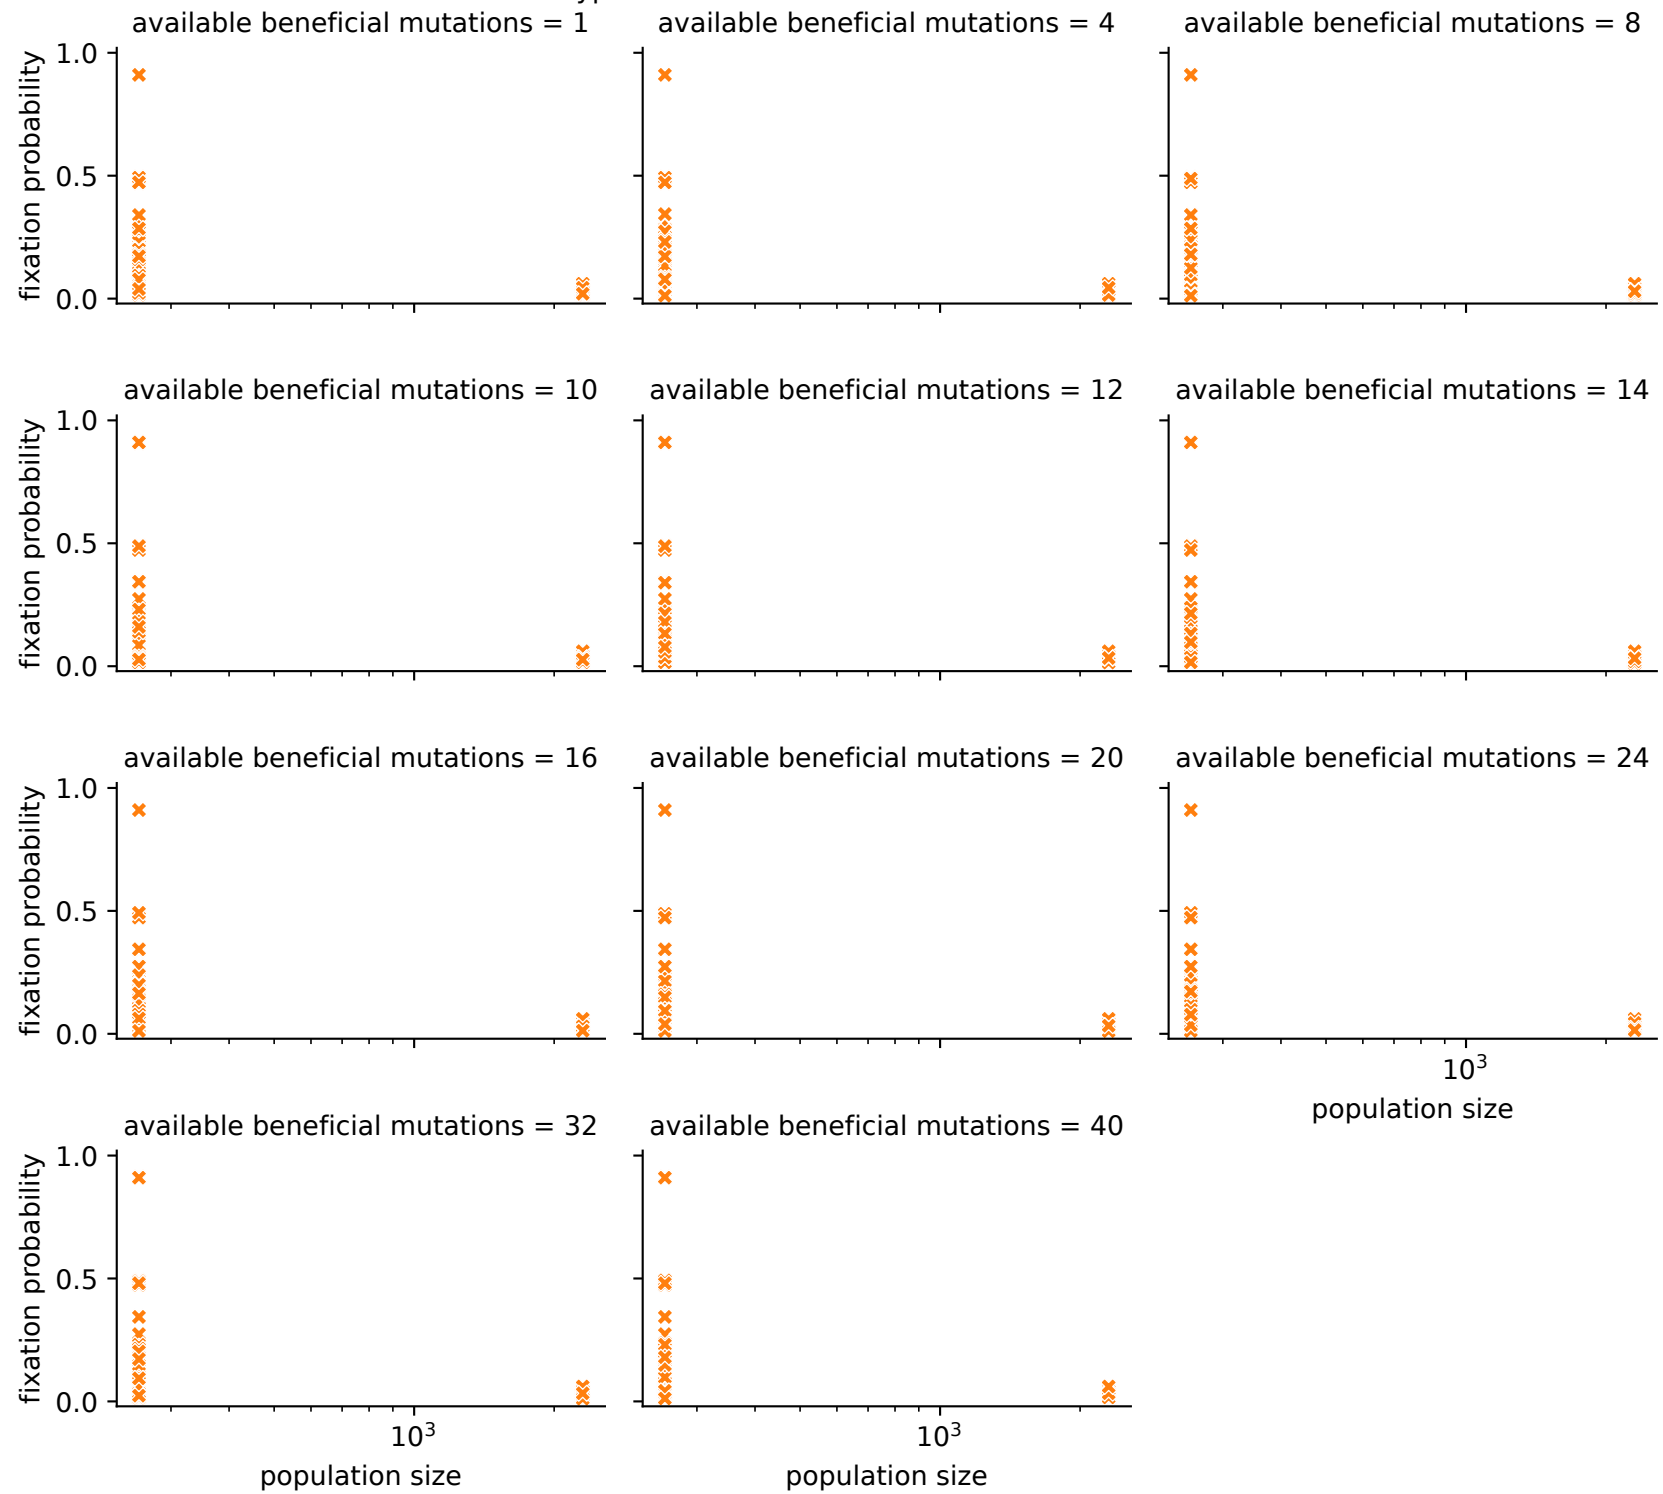 available beneficial mutations = 1
available beneficial mutations = 4
available beneficial mutations = 8
fixation probability
1.0
0.5
0.0
available beneficial mutations = 10
available beneficial mutations = 12
available beneficial mutations = 14
fixation probability
1.0
0.5
0.0
available beneficial mutations = 16
available beneficial mutations = 20
available beneficial mutations = 24
fixation probability
1.0
0.5
0.0
10³
population size
available beneficial mutations = 32
available beneficial mutations = 40
fixation probability
1.0
0.5
0.0
10³
10³
population size
population size